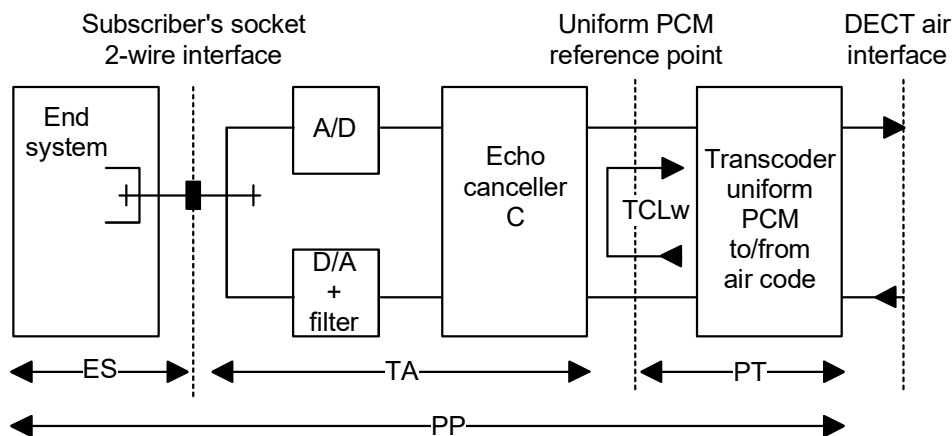 Subscriber's socket
2-wire interface
Uniform PCM
reference point
DECT air
interface
End
system
A/D
D/A
+
filter
Echo
canceller
C
TCLw
Transcoder
uniform
PCM
to/from
air code
ES
TA
PT
PP